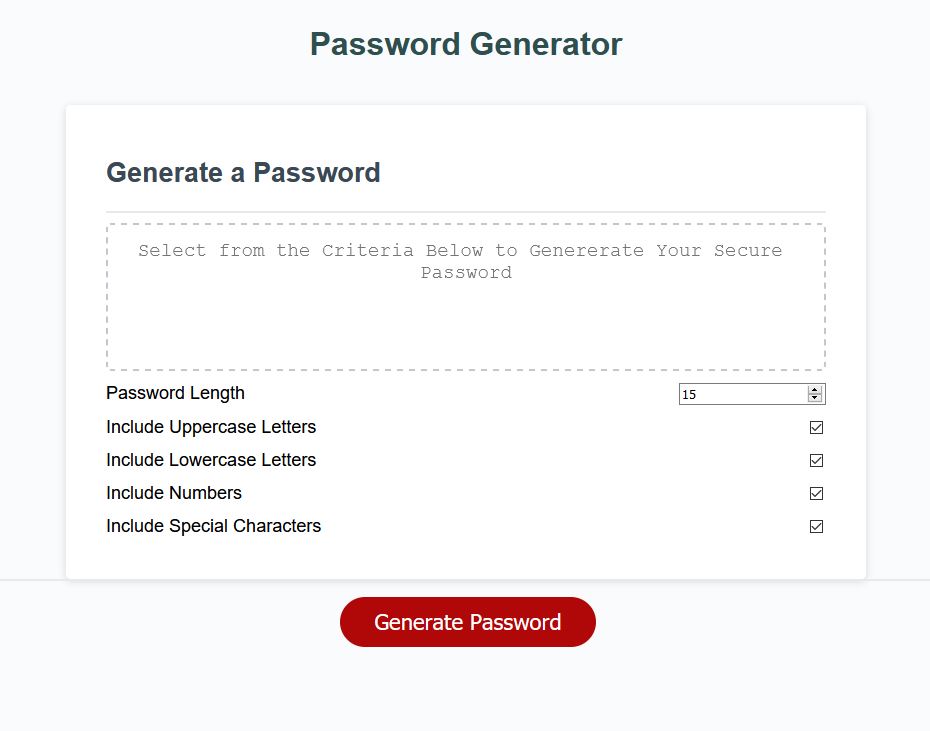 Password Generator
Generate a Password
Select from the Criteria Below to Genererate Your Secure
Password
Password Length 15
Include Uppercase Letters
Include Lowercase Letters
Include Numbers
Include Special Characters
Generate Password